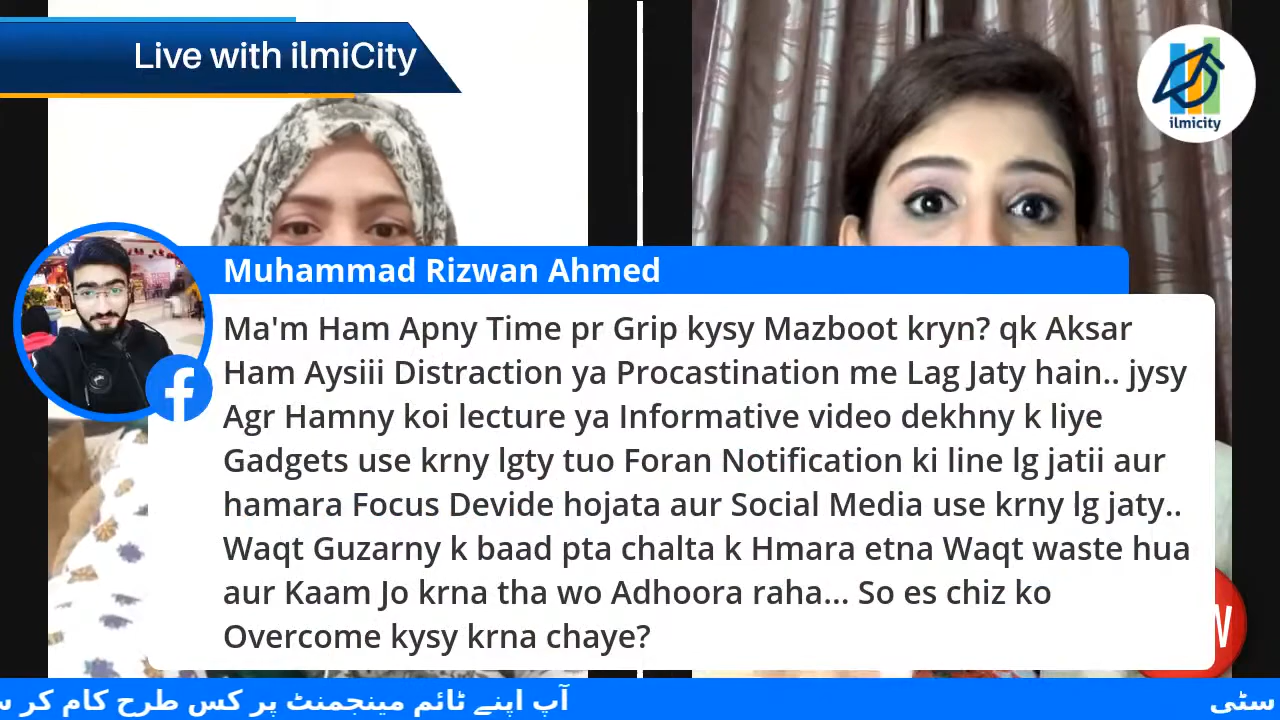 Live with ilmiCity
ilmicity
Muhammad Rizwan Ahmed
Ma'm Ham Apny Time pr Grip kysy Mazboot kryn? qk Aksar
Ham Aysiii Distraction ya Procastination me Lag Jaty hain.. jysy
Agr Hamny koi lecture ya Informative video dekhny k liye
Gadgets use krny lgty tuo Foran Notification ki line lg jatii aur
hamara Focus Devide hojata aur Social Media use krny lg jaty..
Waqt Guzarny k baad pta chalta k Hmara etna Waqt waste hua
aur Kaam Jo krna tha wo Adhoora raha... So es chiz ko
Overcome kysy krna chaye?
آپ اپنے ٹائم مینجمنٹ پر کس طرح کام کر